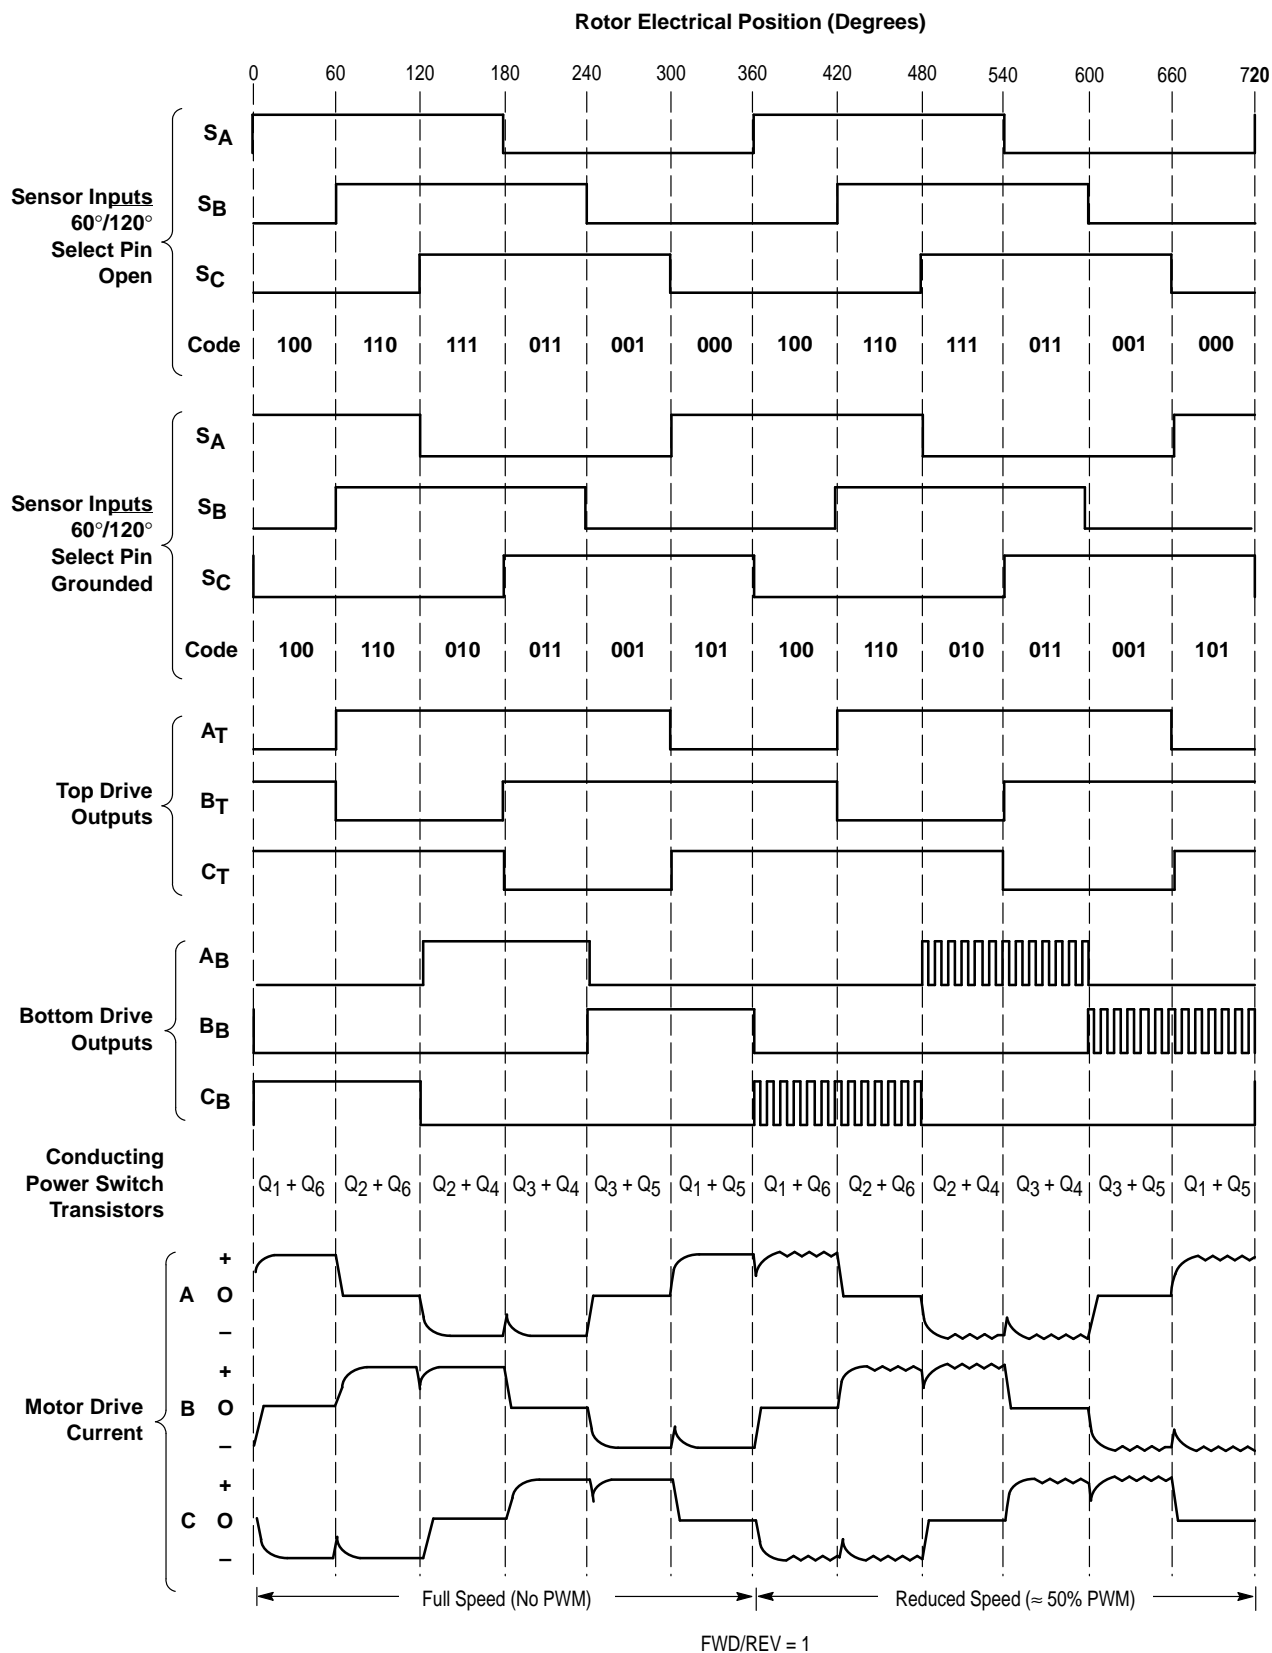 Rotor Electrical Position (Degrees)
0 60 120 180 240 300 360 420 480 540 600 660 720
SA
Sensor Inputs
60°/120°
Select Pin
Open
SB
SC
Code 100 110 111 011 001 000 100 110 111 011 001 000
SA
Sensor Inputs
60°/120°
Select Pin
Grounded
SB
SC
Code 100 110 010 011 001 101 100 110 010 011 001 101
AT
Top Drive
Outputs
BT
CT
AB
Bottom Drive
Outputs
BB
CB
Conducting
Power Switch
Transistors
Q1 + Q6 Q2 + Q6 Q2 + Q4 Q3 + Q4 Q3 + Q5 Q1 + Q5 Q1 + Q6 Q2 + Q6 Q2 + Q4 Q3 + Q4 Q3 + Q5 Q1 + Q5
+
A O
–
+
Motor Drive
Current
B O
–
+
C O
–
Full Speed (No PWM) Reduced Speed (≈ 50% PWM)
FWD/REV = 1